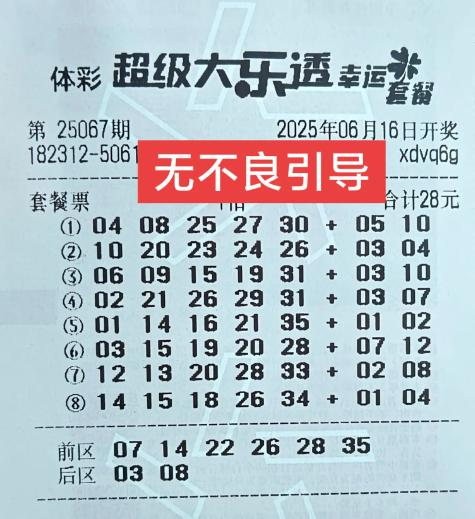 体彩 超级大乐透 幸运套餐
第 25067期 2025年06月16日开奖
182312-5061 xdvq6g
无不良引导
套餐票 合计28元
① 04 08 25 27 30 + 05 10
② 10 20 23 24 26 + 03 04
③ 06 09 15 19 31 + 03 10
④ 02 21 26 29 31 + 03 07
⑤ 01 14 16 21 35 + 01 02
⑥ 03 15 19 20 28 + 07 12
⑦ 12 13 20 28 33 + 02 08
⑧ 14 15 18 26 34 + 01 04
前区 07 14 22 26 28 35
后区 03 08